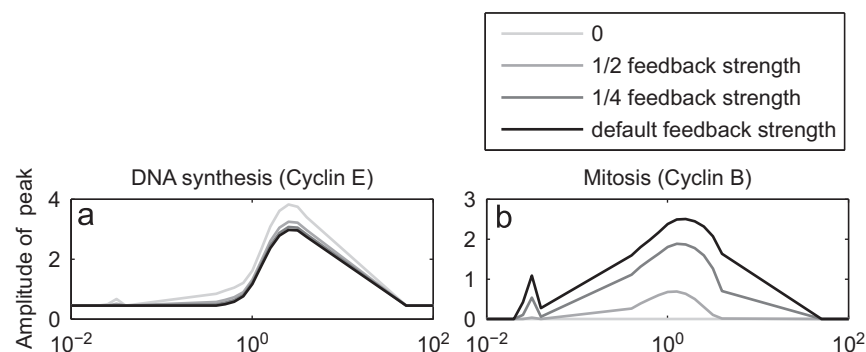 0
1/2 feedback strength
1/4 feedback strength
default feedback strength
DNA synthesis (Cyclin E)
Mitosis (Cyclin B)
Amplitude of peak
a
4
2
0
10⁻²
10⁰
10²
b
3
2
1
0
10⁻²
10⁰
10²